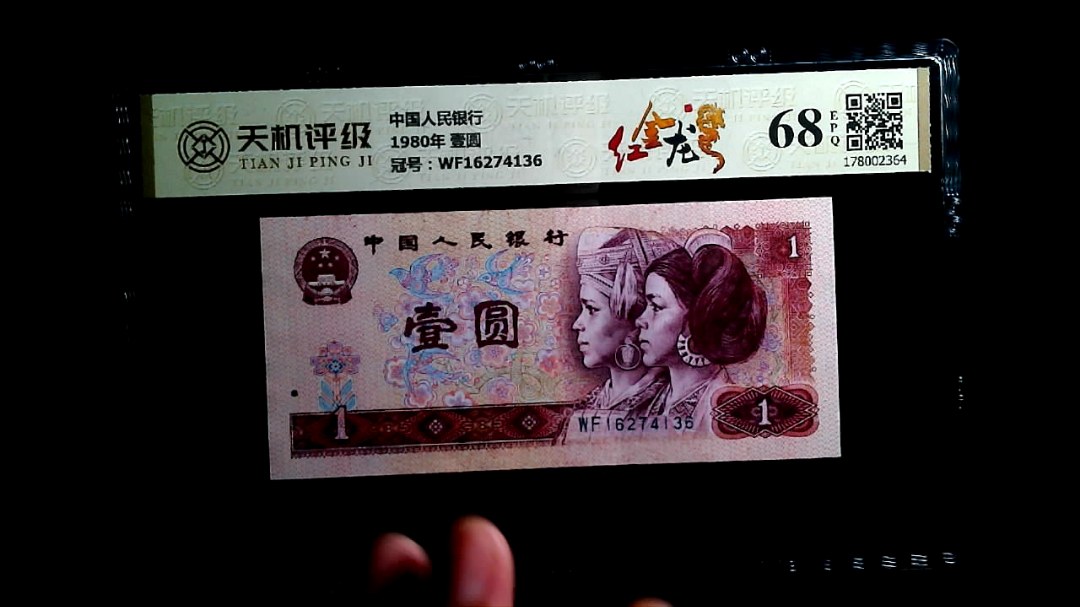 天机评级
TIAN JI PING JI
中国人民银行
1980年 壹圆
冠号：WF16274136
红金龙
68
EPQ
178002364
中国人民银行
1
壹圆
1
WF16274136
1